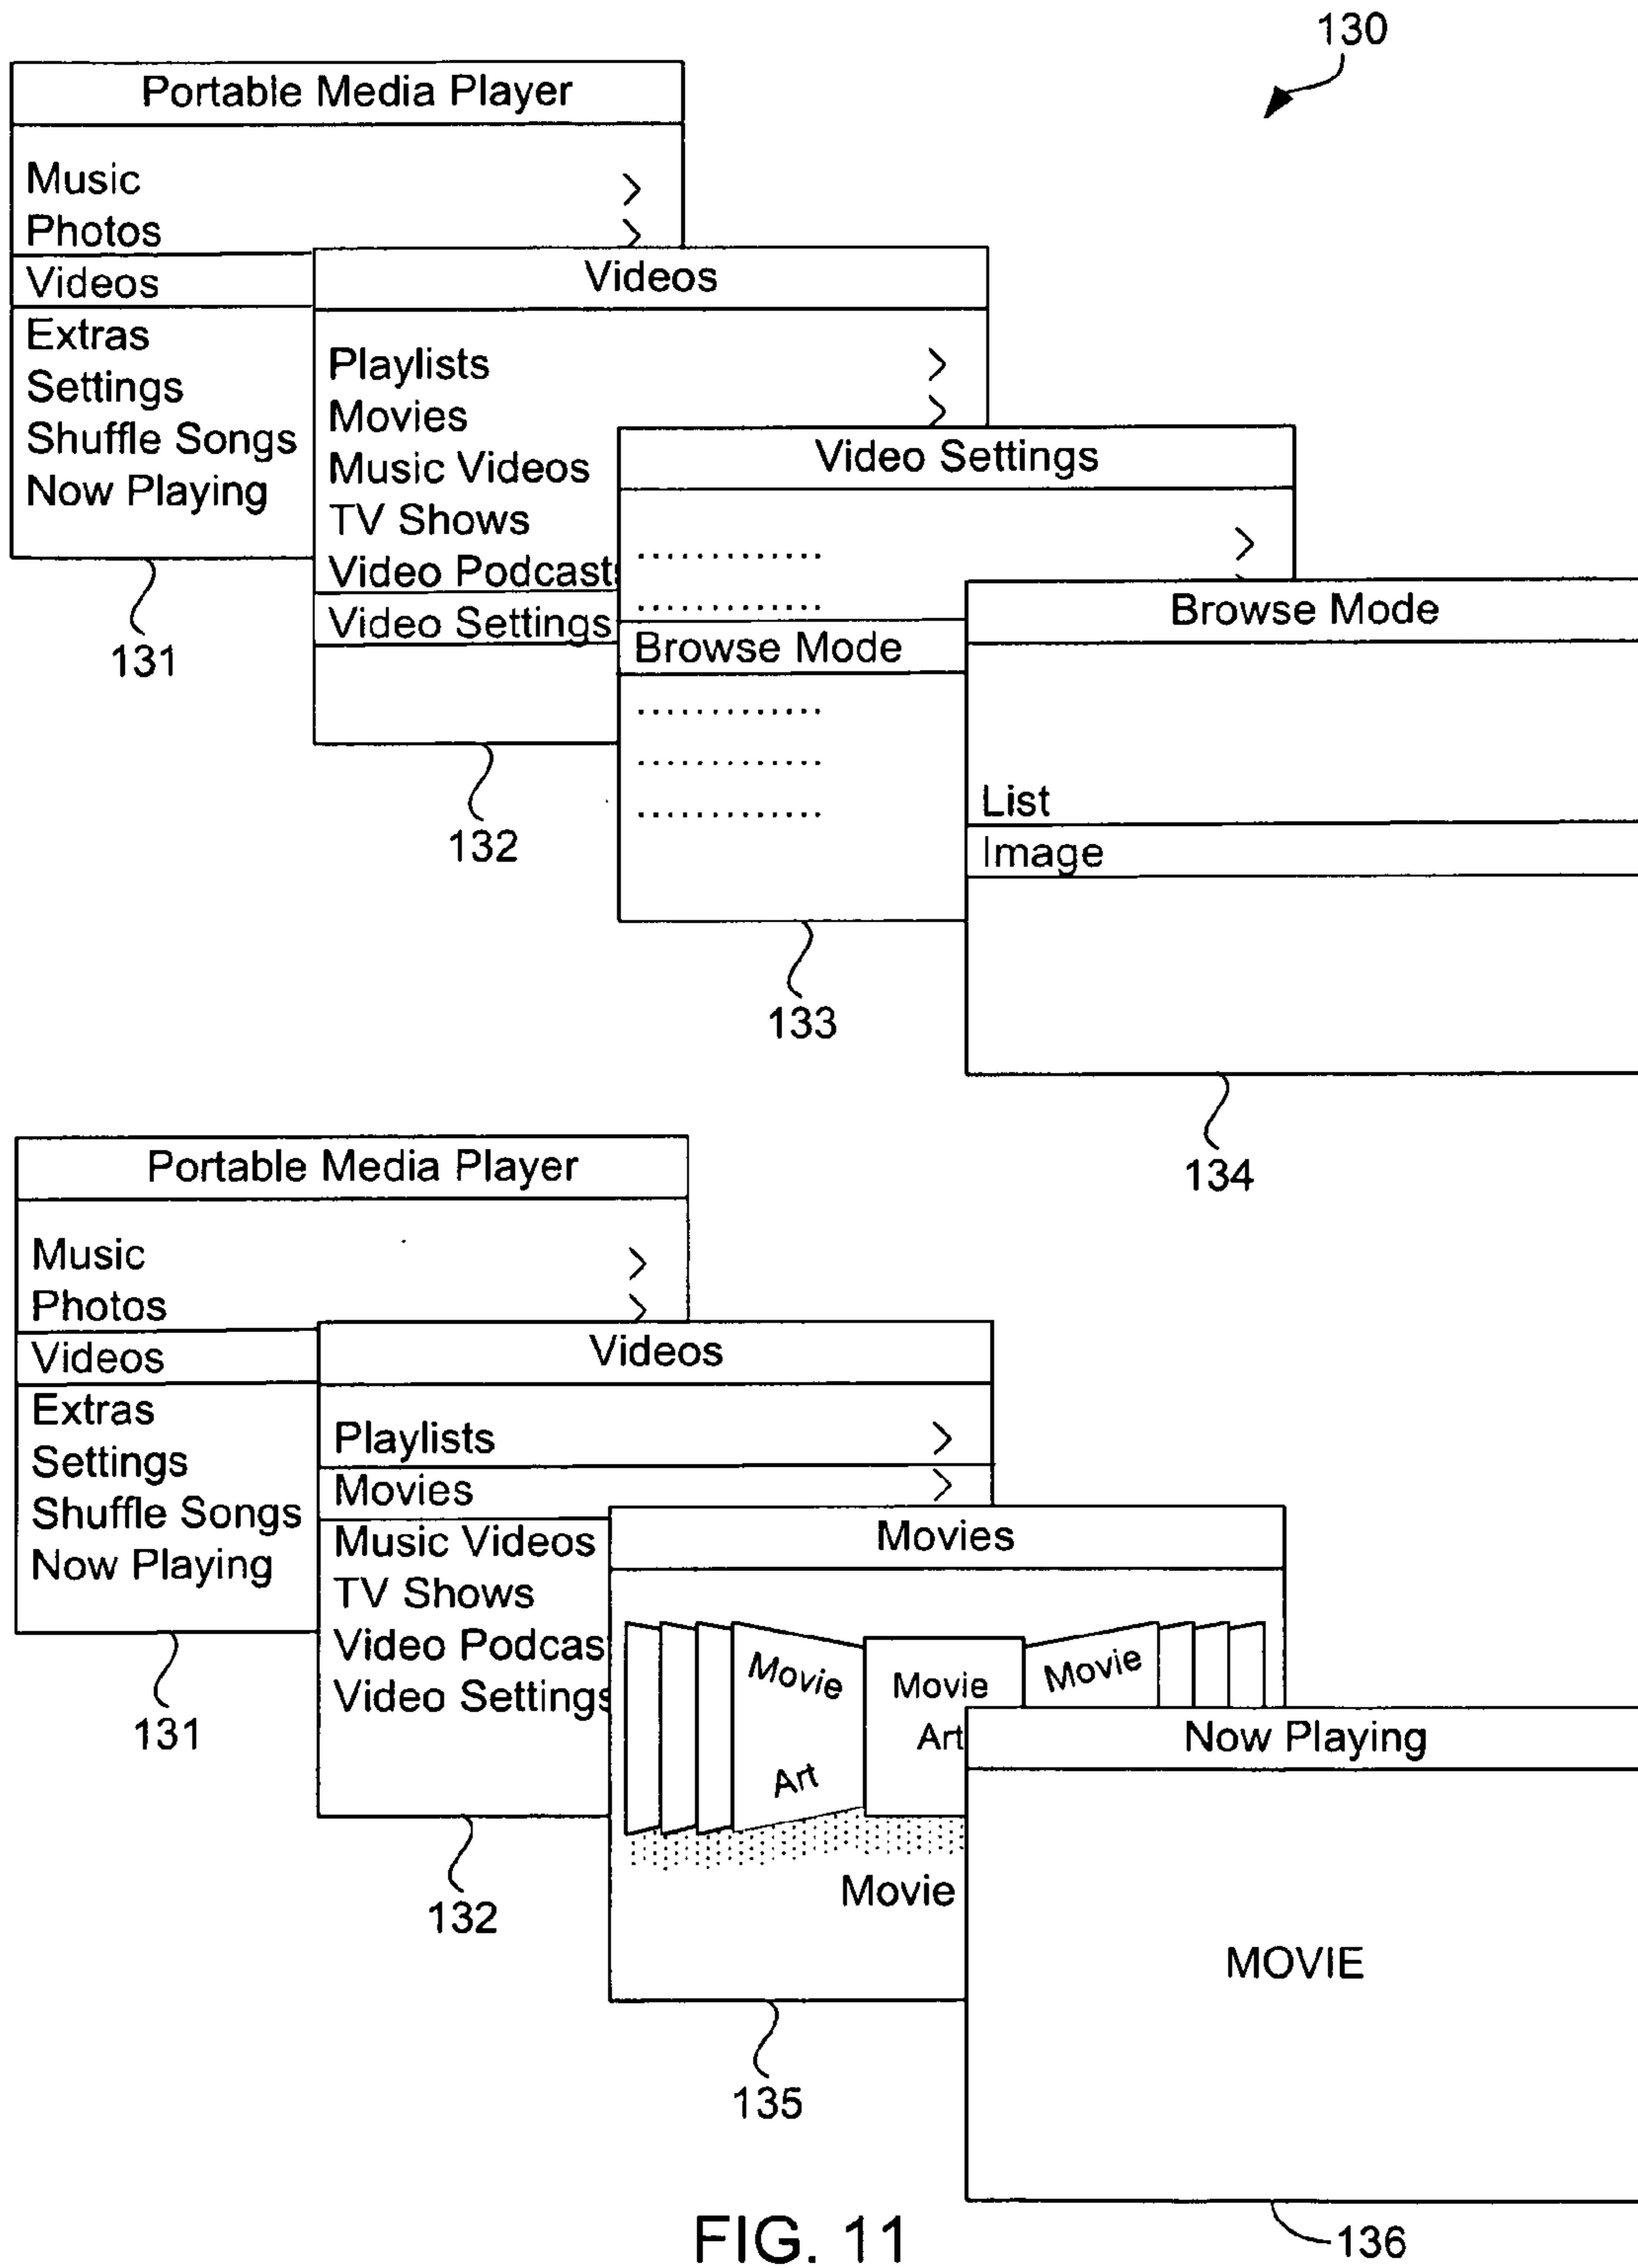 130
Portable Media Player
Music >
Photos >
Videos
Extras
Settings
Shuffle Songs
Now Playing
131
Videos
Playlists >
Movies >
Music Videos
TV Shows
Video Podcast
Video Settings
132
Video Settings
............. >
.............
Browse Mode
.............
.............
.............
133
Browse Mode
List
Image
134
Portable Media Player
Music >
Photos >
Videos
Extras
Settings
Shuffle Songs
Now Playing
131
Videos
Playlists >
Movies >
Music Videos
TV Shows
Video Podcas
Video Settings
132
Movies
Movie
Art
Movie
Art
Movie
Movie
135
Now Playing
MOVIE
136
FIG. 11